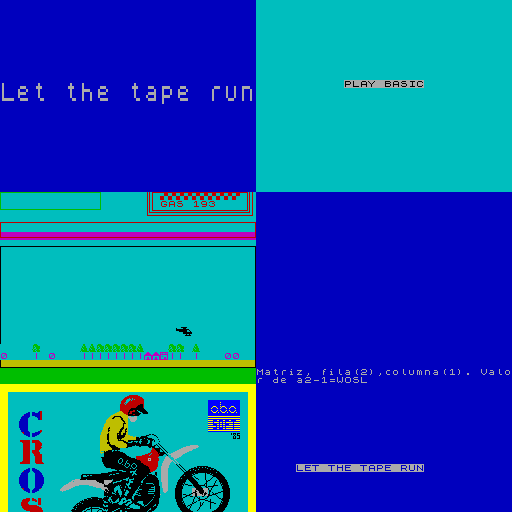 Let the tape run
PLAY BASIC
GAS 193
Matriz, fila(2),columna(1). Valo
r de a2-1=WOSL
CROS
a.b.a.
SOFT
'85
LET THE TAPE RUN